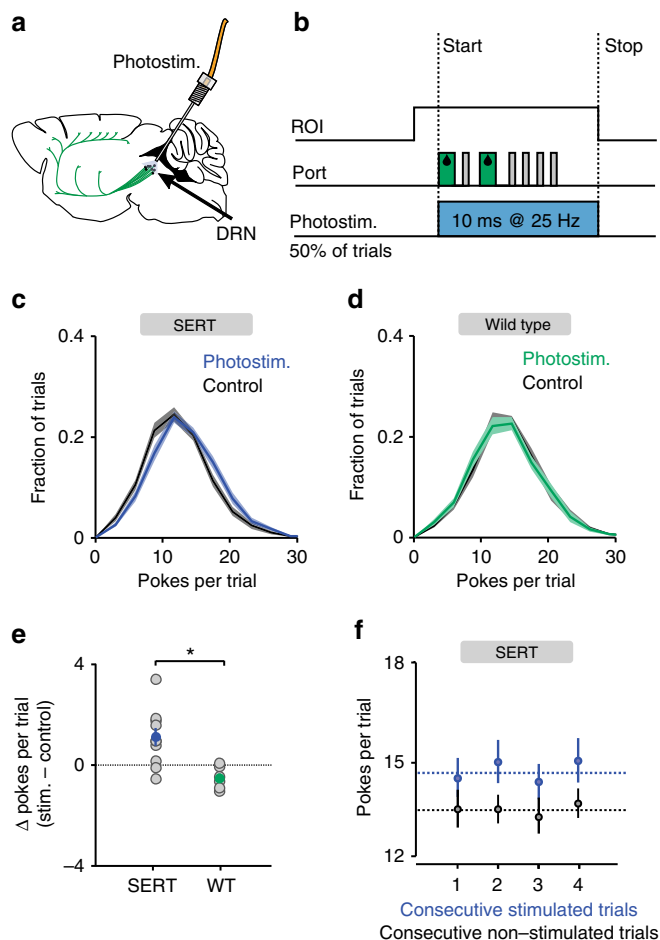 a
Photostim.
DRN
b
Start
Stop
ROI
Port
Photostim.
10 ms @ 25 Hz
50% of trials
c
SERT
Photostim.
Control
Fraction of trials
0.4
0.2
0
0
10
20
30
Pokes per trial
d
Wild type
Photostim.
Control
Fraction of trials
0.4
0.2
0
0
10
20
30
Pokes per trial
e
Δ pokes per trial
(stim. – control)
4
0
–4
*
SERT
WT
f
SERT
Pokes per trial
18
15
12
1
2
3
4
Consecutive stimulated trials
Consecutive non–stimulated trials